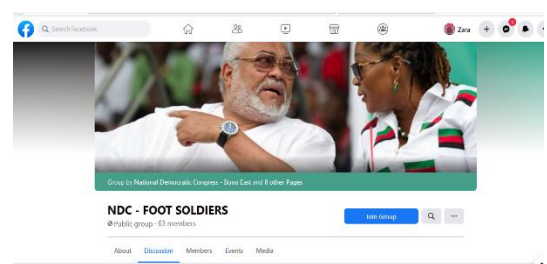 Search Facebook
Zara
Group by National Democratic Congress - Bono East and 8 other Pages
NDC - FOOT SOLDIERS
Public group · 63 members
Join Group
About Discussion Members Events Media